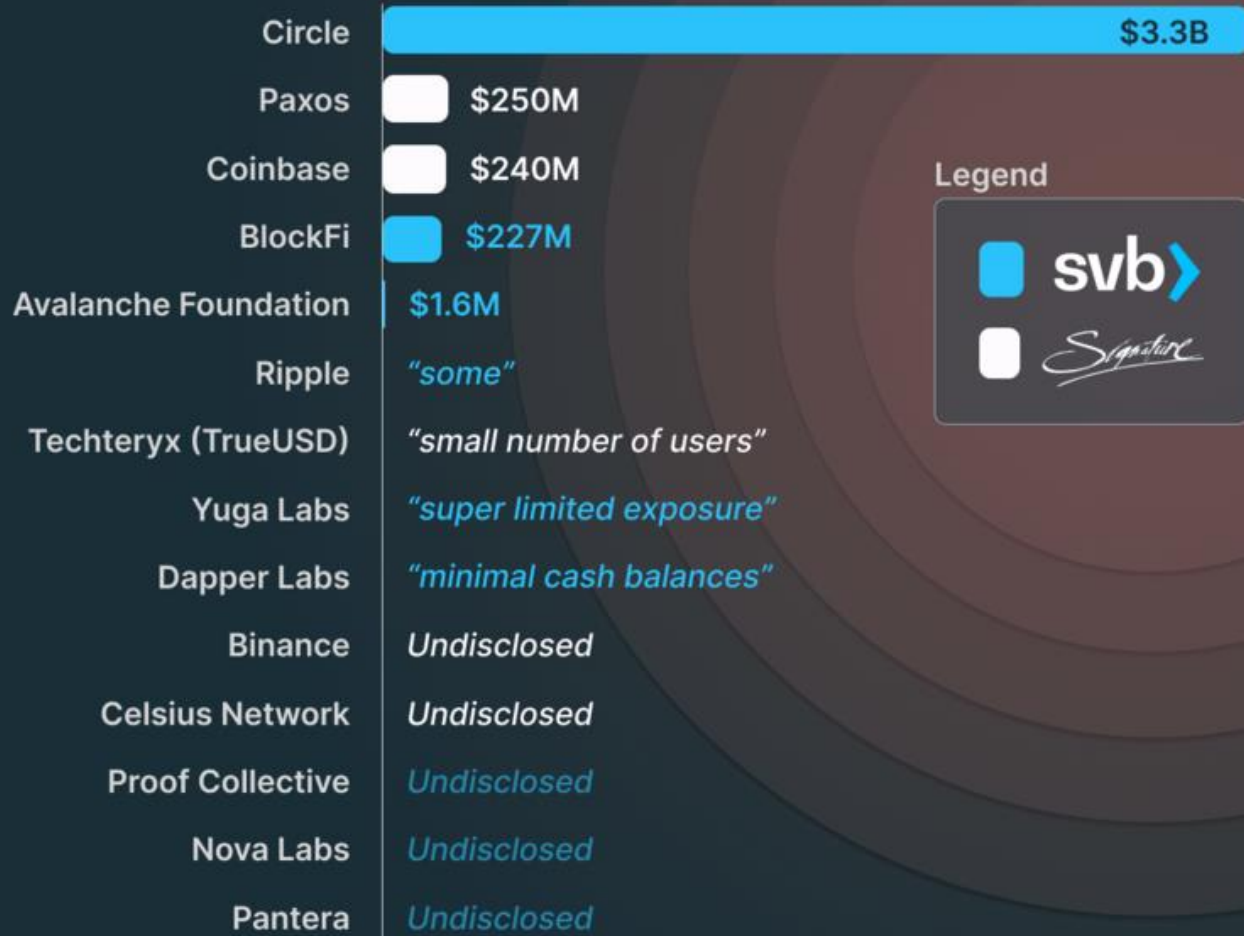 Circle $3.3B
Paxos $250M
Coinbase $240M
Legend
BlockFi $227M
svb
Avalanche Foundation $1.6M
Signature
Ripple “some”
Techteryx (TrueUSD) “small number of users”
Yuga Labs “super limited exposure”
Dapper Labs “minimal cash balances”
Binance Undisclosed
Celsius Network Undisclosed
Proof Collective Undisclosed
Nova Labs Undisclosed
Pantera Undisclosed